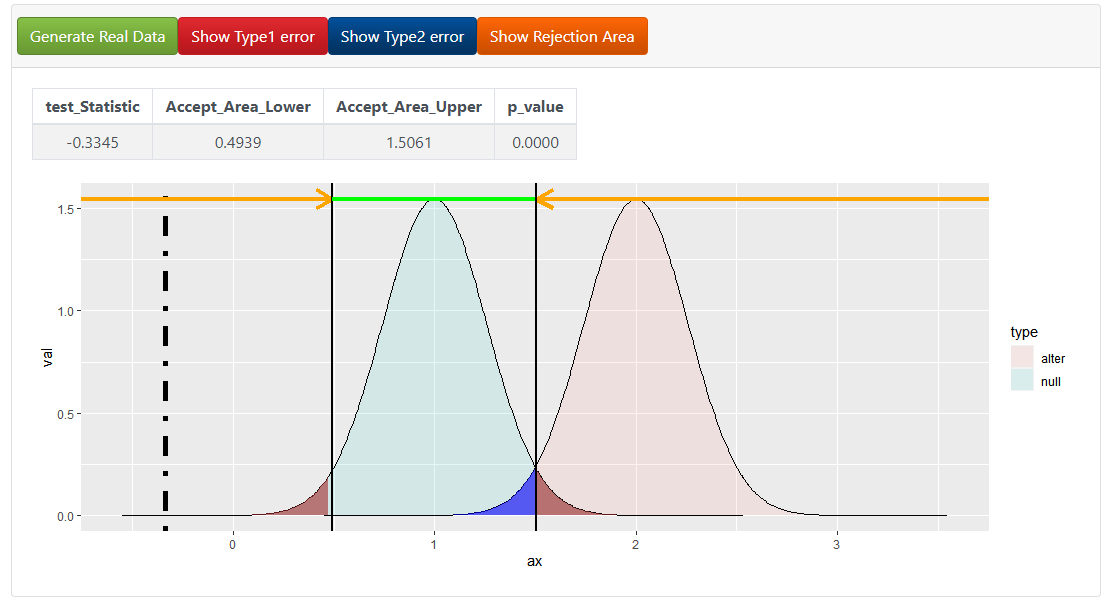 Generate Real Data Show Type1 error Show Type2 error Show Rejection Area
test_Statistic Accept_Area_Lower Accept_Area_Upper p_value
-0.3345 0.4939 1.5061 0.0000
1.5
1.0
0.5
0.0
val
0 1 2 3
ax
type
alter
null